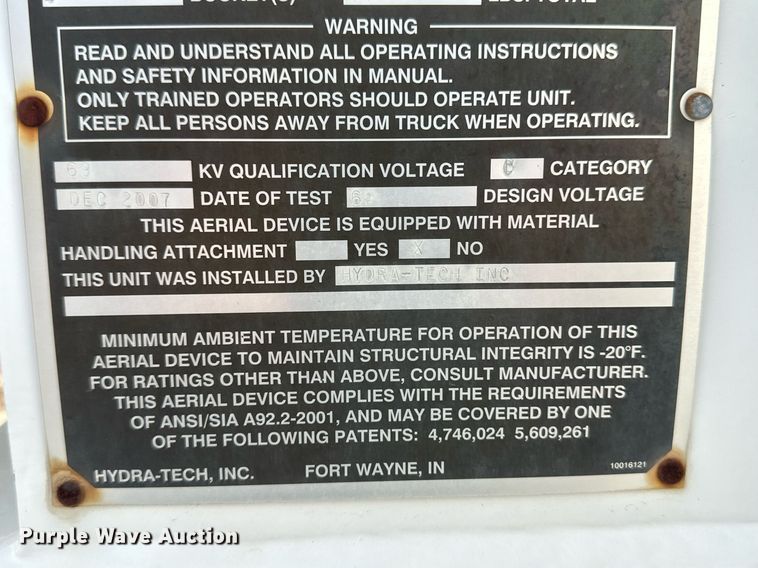 BUCKET(S) LBS. TOTAL
WARNING
READ AND UNDERSTAND ALL OPERATING INSTRUCTIONS
AND SAFETY INFORMATION IN MANUAL.
ONLY TRAINED OPERATORS SHOULD OPERATE UNIT.
KEEP ALL PERSONS AWAY FROM TRUCK WHEN OPERATING.
69 KV QUALIFICATION VOLTAGE C CATEGORY
DEC 2007 DATE OF TEST DESIGN VOLTAGE
THIS AERIAL DEVICE IS EQUIPPED WITH MATERIAL
HANDLING ATTACHMENT YES X NO
THIS UNIT WAS INSTALLED BY HYDRA-TECH INC
MINIMUM AMBIENT TEMPERATURE FOR OPERATION OF THIS
AERIAL DEVICE TO MAINTAIN STRUCTURAL INTEGRITY IS -20°F.
FOR RATINGS OTHER THAN ABOVE, CONSULT MANUFACTURER.
THIS AERIAL DEVICE COMPLIES WITH THE REQUIREMENTS
OF ANSI/SIA A92.2-2001, AND MAY BE COVERED BY ONE
OF THE FOLLOWING PATENTS: 4,746,024 5,609,261
HYDRA-TECH, INC. FORT WAYNE, IN 10016121
Purple Wave Auction